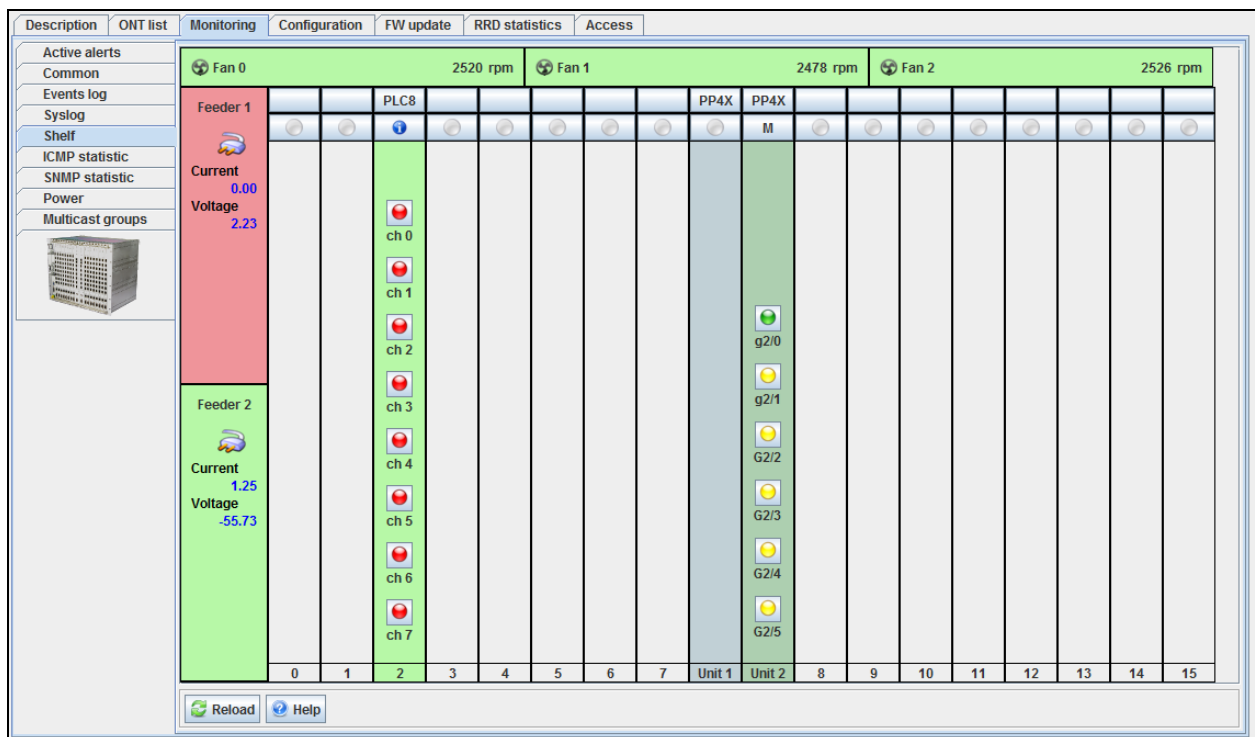 Description ONT list Monitoring Configuration FW update RRD statistics Access
Active alerts
Common
Events log
Syslog
Shelf
ICMP statistic
SNMP statistic
Power
Multicast groups
Fan 0 2520 rpm Fan 1 2478 rpm Fan 2 2526 rpm
Feeder 1
Current
0.00
Voltage
2.23
Feeder 2
Current
1.25
Voltage
-55.73
PLC8 PP4X PP4X
M
ch 0
ch 1
ch 2
ch 3
ch 4
ch 5
ch 6
ch 7
g2/0
g2/1
G2/2
G2/3
G2/4
G2/5
0 1 2 3 4 5 6 7 Unit 1 Unit 2 8 9 10 11 12 13 14 15
Reload Help